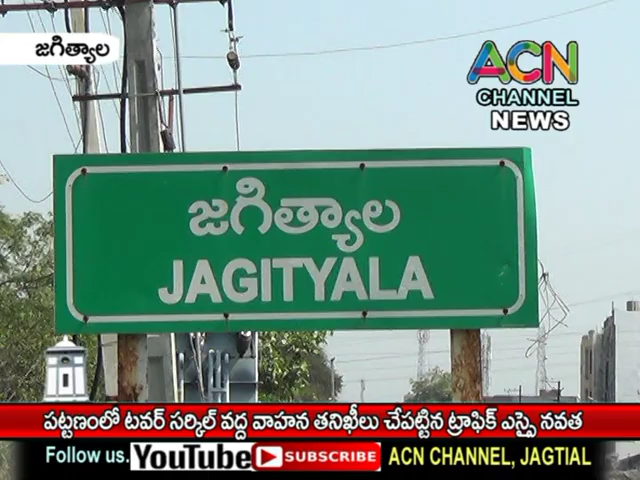 జగిత్యాల
ACN
CHANNEL
NEWS
జగిత్యాల
JAGITYALA
పట్టణంలో టవర్ సర్కిల్ వద్ద వాహన తనిఖీలు చేపట్టిన ట్రాఫిక్ ఎస్సై నవత
Follow us. YouTube SUBSCRIBE ACN CHANNEL, JAGTIAL